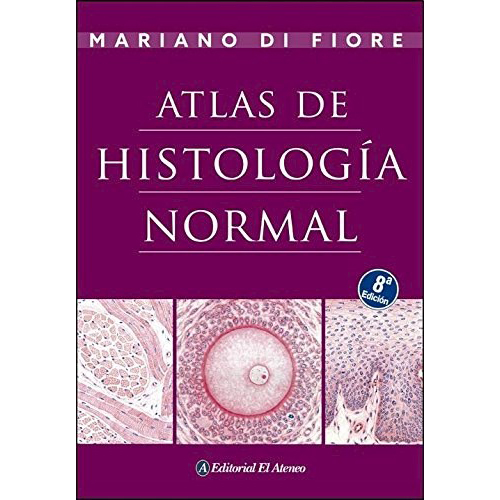 MARIANO DI FIORE
ATLAS DE
HISTOLOGÍA
NORMAL
8ª
Edición
A Editorial El Ateneo